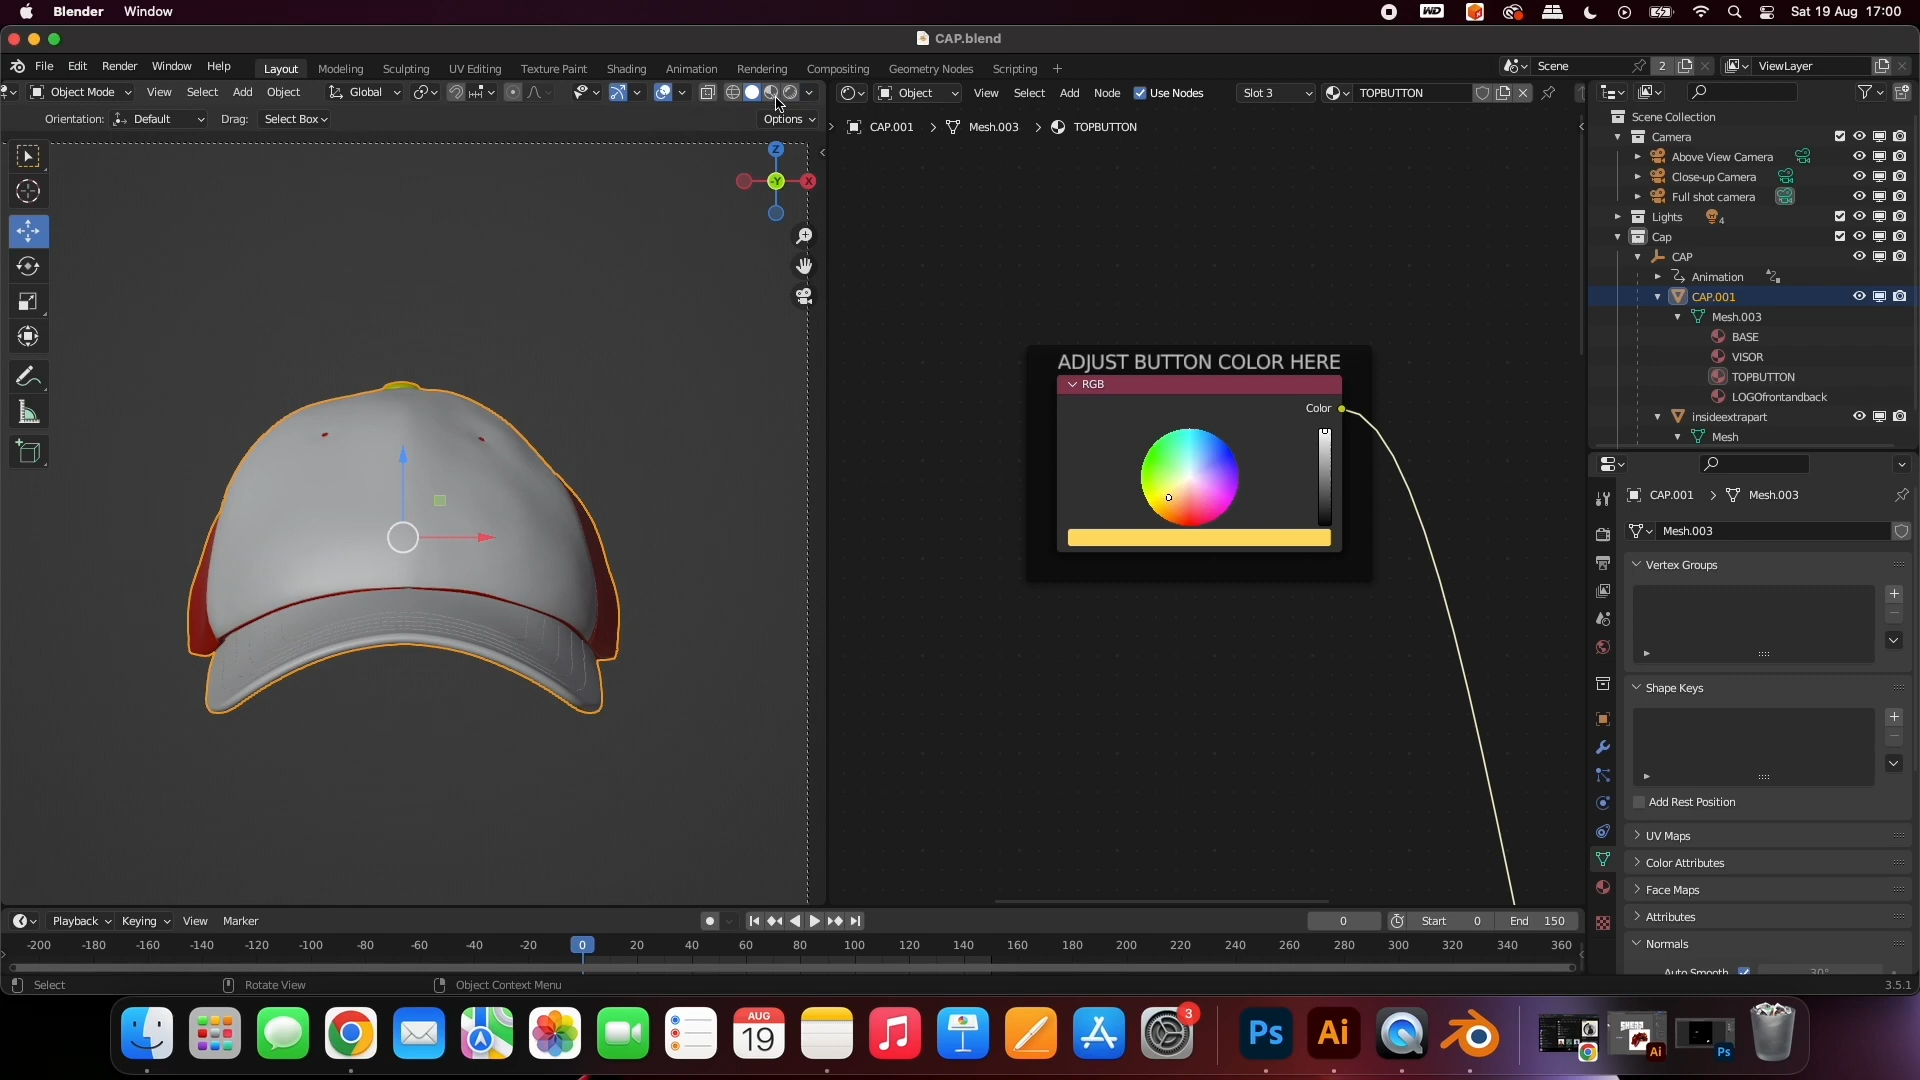 Blender Window
WD
Sat 19 Aug 17:00
CAP.blend
File Edit Render Window Help
Layout Modeling Sculpting UV Editing Texture Paint Shading Animation Rendering Compositing Geometry Nodes Scripting +
Scene 2 ViewLayer
Object Mode View Select Add Object Global
Object View Select Add Node Use Nodes Slot 3 TOPBUTTON
Orientation: Default Drag: Select Box Options
CAP.001 > Mesh.003 > TOPBUTTON
Z
-Y
X
ADJUST BUTTON COLOR HERE
RGB
Color
Scene Collection
Camera
Above View Camera
Close-up Camera
Full shot camera
Lights 4
Cap
CAP
Animation
CAP.001
Mesh.003
BASE
VISOR
TOPBUTTON
LOGOfrontandback
insideextrapart
Mesh
CAP.001 > Mesh.003
Mesh.003
Vertex Groups
Shape Keys
Add Rest Position
UV Maps
Color Attributes
Face Maps
Attributes
Normals
Auto Smooth 30°
Playback Keying View Marker
0 Start 0 End 150
-200 -180 -160 -140 -120 -100 -80 -60 -40 -20 0 20 40 60 80 100 120 140 160 180 200 220 240 260 280 300 320 340 360
Select Rotate View Object Context Menu
3.5.1
AUG
19
3
Ps
Ai
Ai
Ps